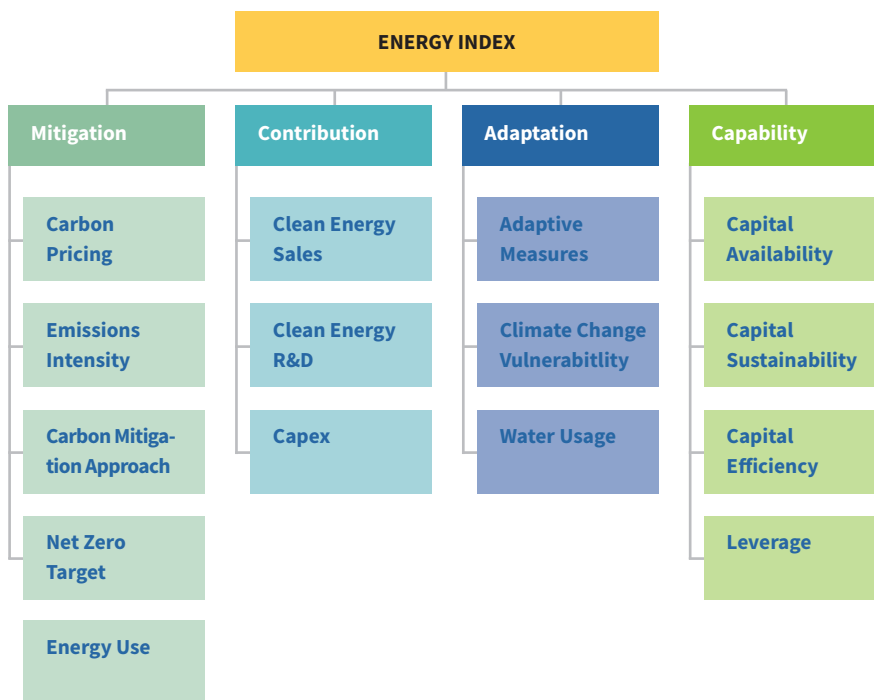 ENERGY INDEX
Mitigation
Carbon
Pricing
Emissions
Intensity
Carbon Mitiga-
tion Approach
Net Zero
Target
Energy Use
Contribution
Clean Energy
Sales
Clean Energy
R&D
Capex
Adaptation
Adaptive
Measures
Climate Change
Vulnerabitlity
Water Usage
Capability
Capital
Availability
Capital
Sustainability
Capital
Efficiency
Leverage